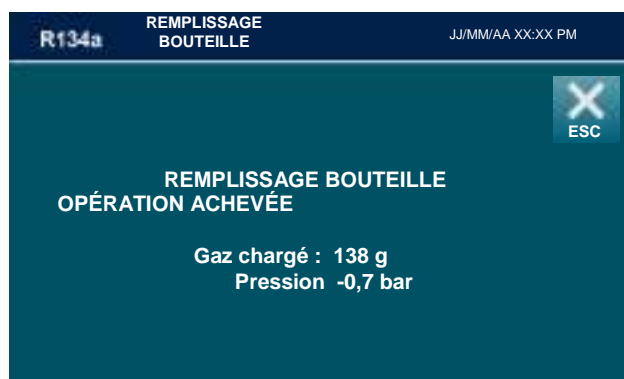 R134a
REMPLISSAGE
BOUTEILLE
JJ/MM/AA XX:XX PM
ESC
REMPLISSAGE BOUTEILLE
OPÉRATION ACHEVÉE
Gaz chargé : 138 g
Pression -0,7 bar